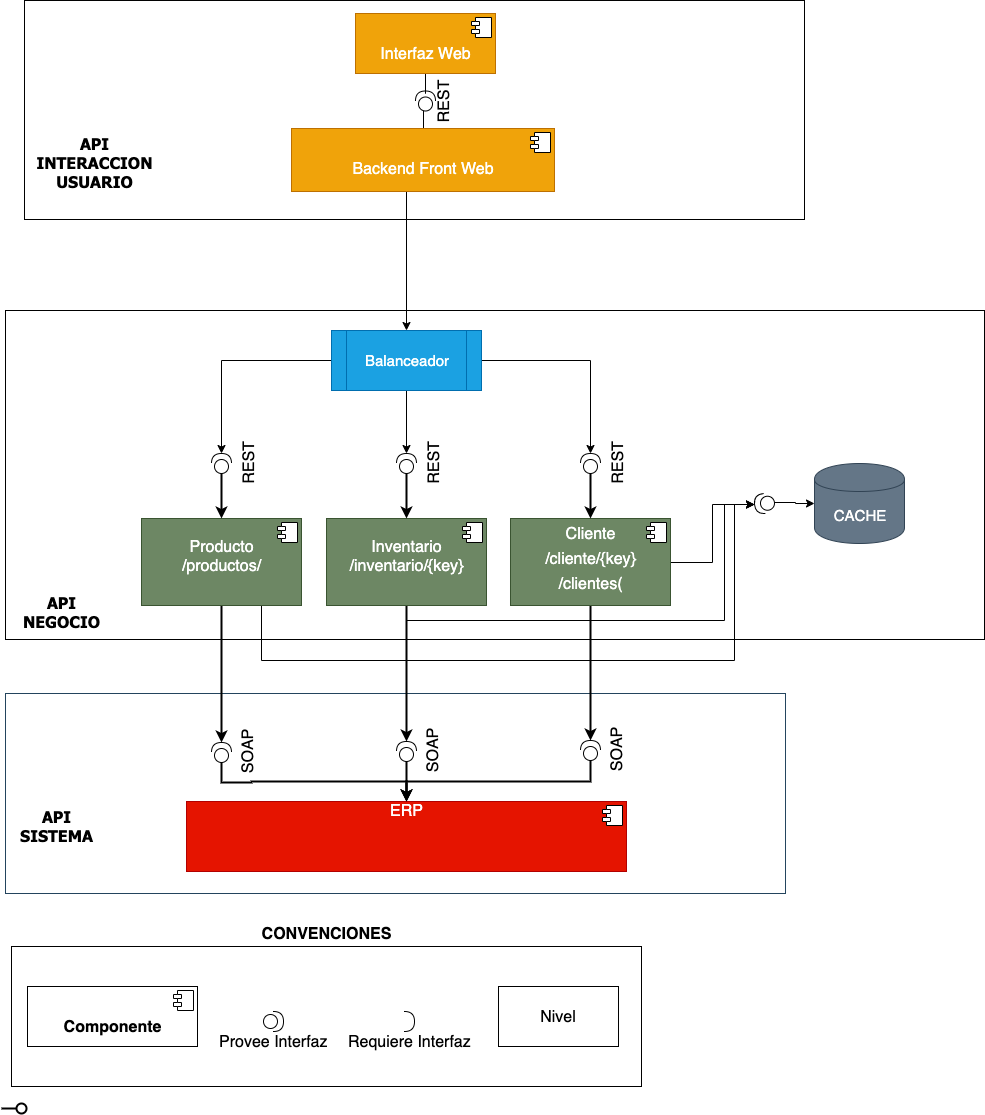 Interfaz Web
REST
API
INTERACCION
USUARIO
Backend Front Web
Balanceador
REST
REST
REST
CACHE
Producto
/productos/
Inventario
/inventario/{key}
Cliente
/cliente/{key}
/clientes(
API
NEGOCIO
SOAP
SOAP
SOAP
ERP
API
SISTEMA
CONVENCIONES
Componente
Provee Interfaz
Requiere Interfaz
Nivel